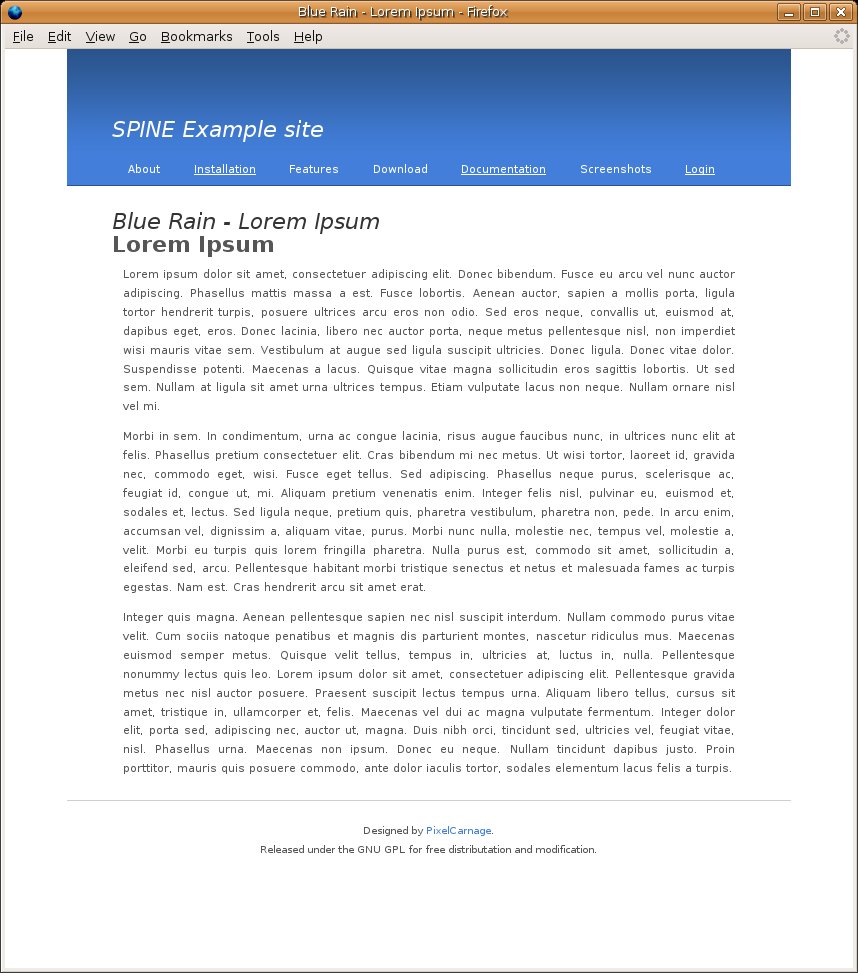 Blue Rain - Lorem Ipsum - Firefox
File Edit View Go Bookmarks Tools Help
SPINE Example site
About Installation Features Download Documentation Screenshots Login
Blue Rain - Lorem Ipsum
Lorem Ipsum
Lorem ipsum dolor sit amet, consectetuer adipiscing elit. Donec bibendum. Fusce eu arcu vel nunc auctor
adipiscing. Phasellus mattis massa a est. Fusce lobortis. Aenean auctor, sapien a mollis porta, ligula
tortor hendrerit turpis, posuere ultrices arcu eros non odio. Sed eros neque, convallis ut, euismod at,
dapibus eget, eros. Donec lacinia, libero nec auctor porta, neque metus pellentesque nisl, non imperdiet
wisi mauris vitae sem. Vestibulum at augue sed ligula suscipit ultricies. Donec ligula. Donec vitae dolor.
Suspendisse potenti. Maecenas a lacus. Quisque vitae magna sollicitudin eros sagittis lobortis. Ut sed
sem. Nullam at ligula sit amet urna ultrices tempus. Etiam vulputate lacus non neque. Nullam ornare nisl
vel mi.
Morbi in sem. In condimentum, urna ac congue lacinia, risus augue faucibus nunc, in ultrices nunc elit at
felis. Phasellus pretium consectetuer elit. Cras bibendum mi nec metus. Ut wisi tortor, laoreet id, gravida
nec, commodo eget, wisi. Fusce eget tellus. Sed adipiscing. Phasellus neque purus, scelerisque ac,
feugiat id, congue ut, mi. Aliquam pretium venenatis enim. Integer felis nisl, pulvinar eu, euismod et,
sodales et, lectus. Sed ligula neque, pretium quis, pharetra vestibulum, pharetra non, pede. In arcu enim,
accumsan vel, dignissim a, aliquam vitae, purus. Morbi nunc nulla, molestie nec, tempus vel, molestie a,
velit. Morbi eu turpis quis lorem fringilla pharetra. Nulla purus est, commodo sit amet, sollicitudin a,
eleifend sed, arcu. Pellentesque habitant morbi tristique senectus et netus et malesuada fames ac turpis
egestas. Nam est. Cras hendrerit arcu sit amet erat.
Integer quis magna. Aenean pellentesque sapien nec nisl suscipit interdum. Nullam commodo purus vitae
velit. Cum sociis natoque penatibus et magnis dis parturient montes, nascetur ridiculus mus. Maecenas
euismod semper metus. Quisque velit tellus, tempus in, ultricies at, luctus in, nulla. Pellentesque
nonummy lectus quis leo. Lorem ipsum dolor sit amet, consectetuer adipiscing elit. Pellentesque gravida
metus nec nisl auctor posuere. Praesent suscipit lectus tempus urna. Aliquam libero tellus, cursus sit
amet, tristique in, ullamcorper et, felis. Maecenas vel dui ac magna vulputate fermentum. Integer dolor
elit, porta sed, adipiscing nec, auctor ut, magna. Duis nibh orci, tincidunt sed, ultricies vel, feugiat vitae,
nisl. Phasellus urna. Maecenas non ipsum. Donec eu neque. Nullam tincidunt dapibus justo. Proin
porttitor, mauris quis posuere commodo, ante dolor iaculis tortor, sodales elementum lacus felis a turpis.
Designed by PixelCarnage.
Released under the GNU GPL for free distributation and modification.